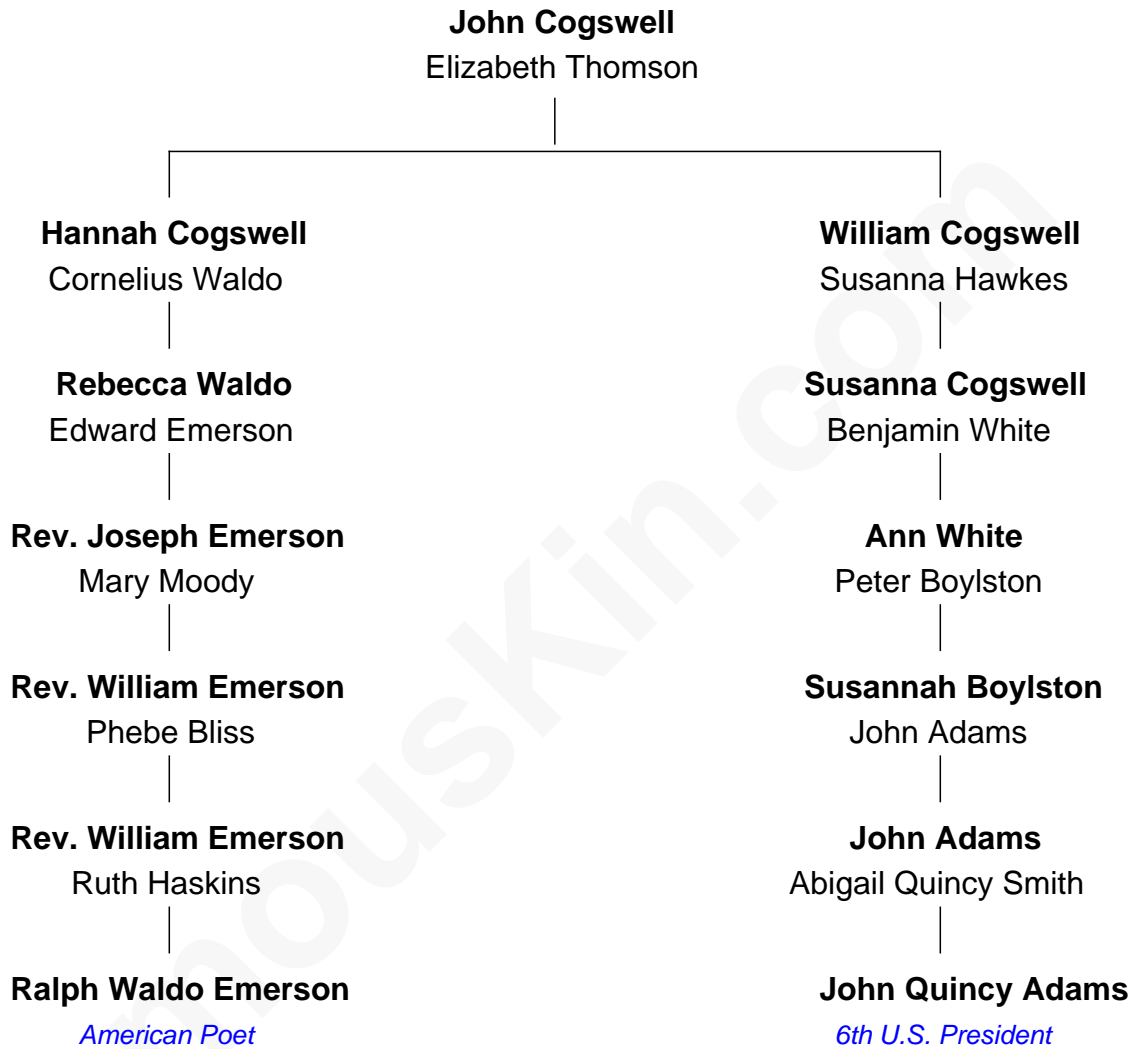 John Cogswell
Elizabeth Thomson
Hannah Cogswell
Cornelius Waldo
William Cogswell
Susanna Hawkes
Rebecca Waldo
Edward Emerson
Susanna Cogswell
Benjamin White
Rev. Joseph Emerson
Mary Moody
Ann White
Peter Boylston
Rev. William Emerson
Phebe Bliss
Susannah Boylston
John Adams
Rev. William Emerson
Ruth Haskins
John Adams
Abigail Quincy Smith
Ralph Waldo Emerson
American Poet
John Quincy Adams
6th U.S. President
mousKin.com